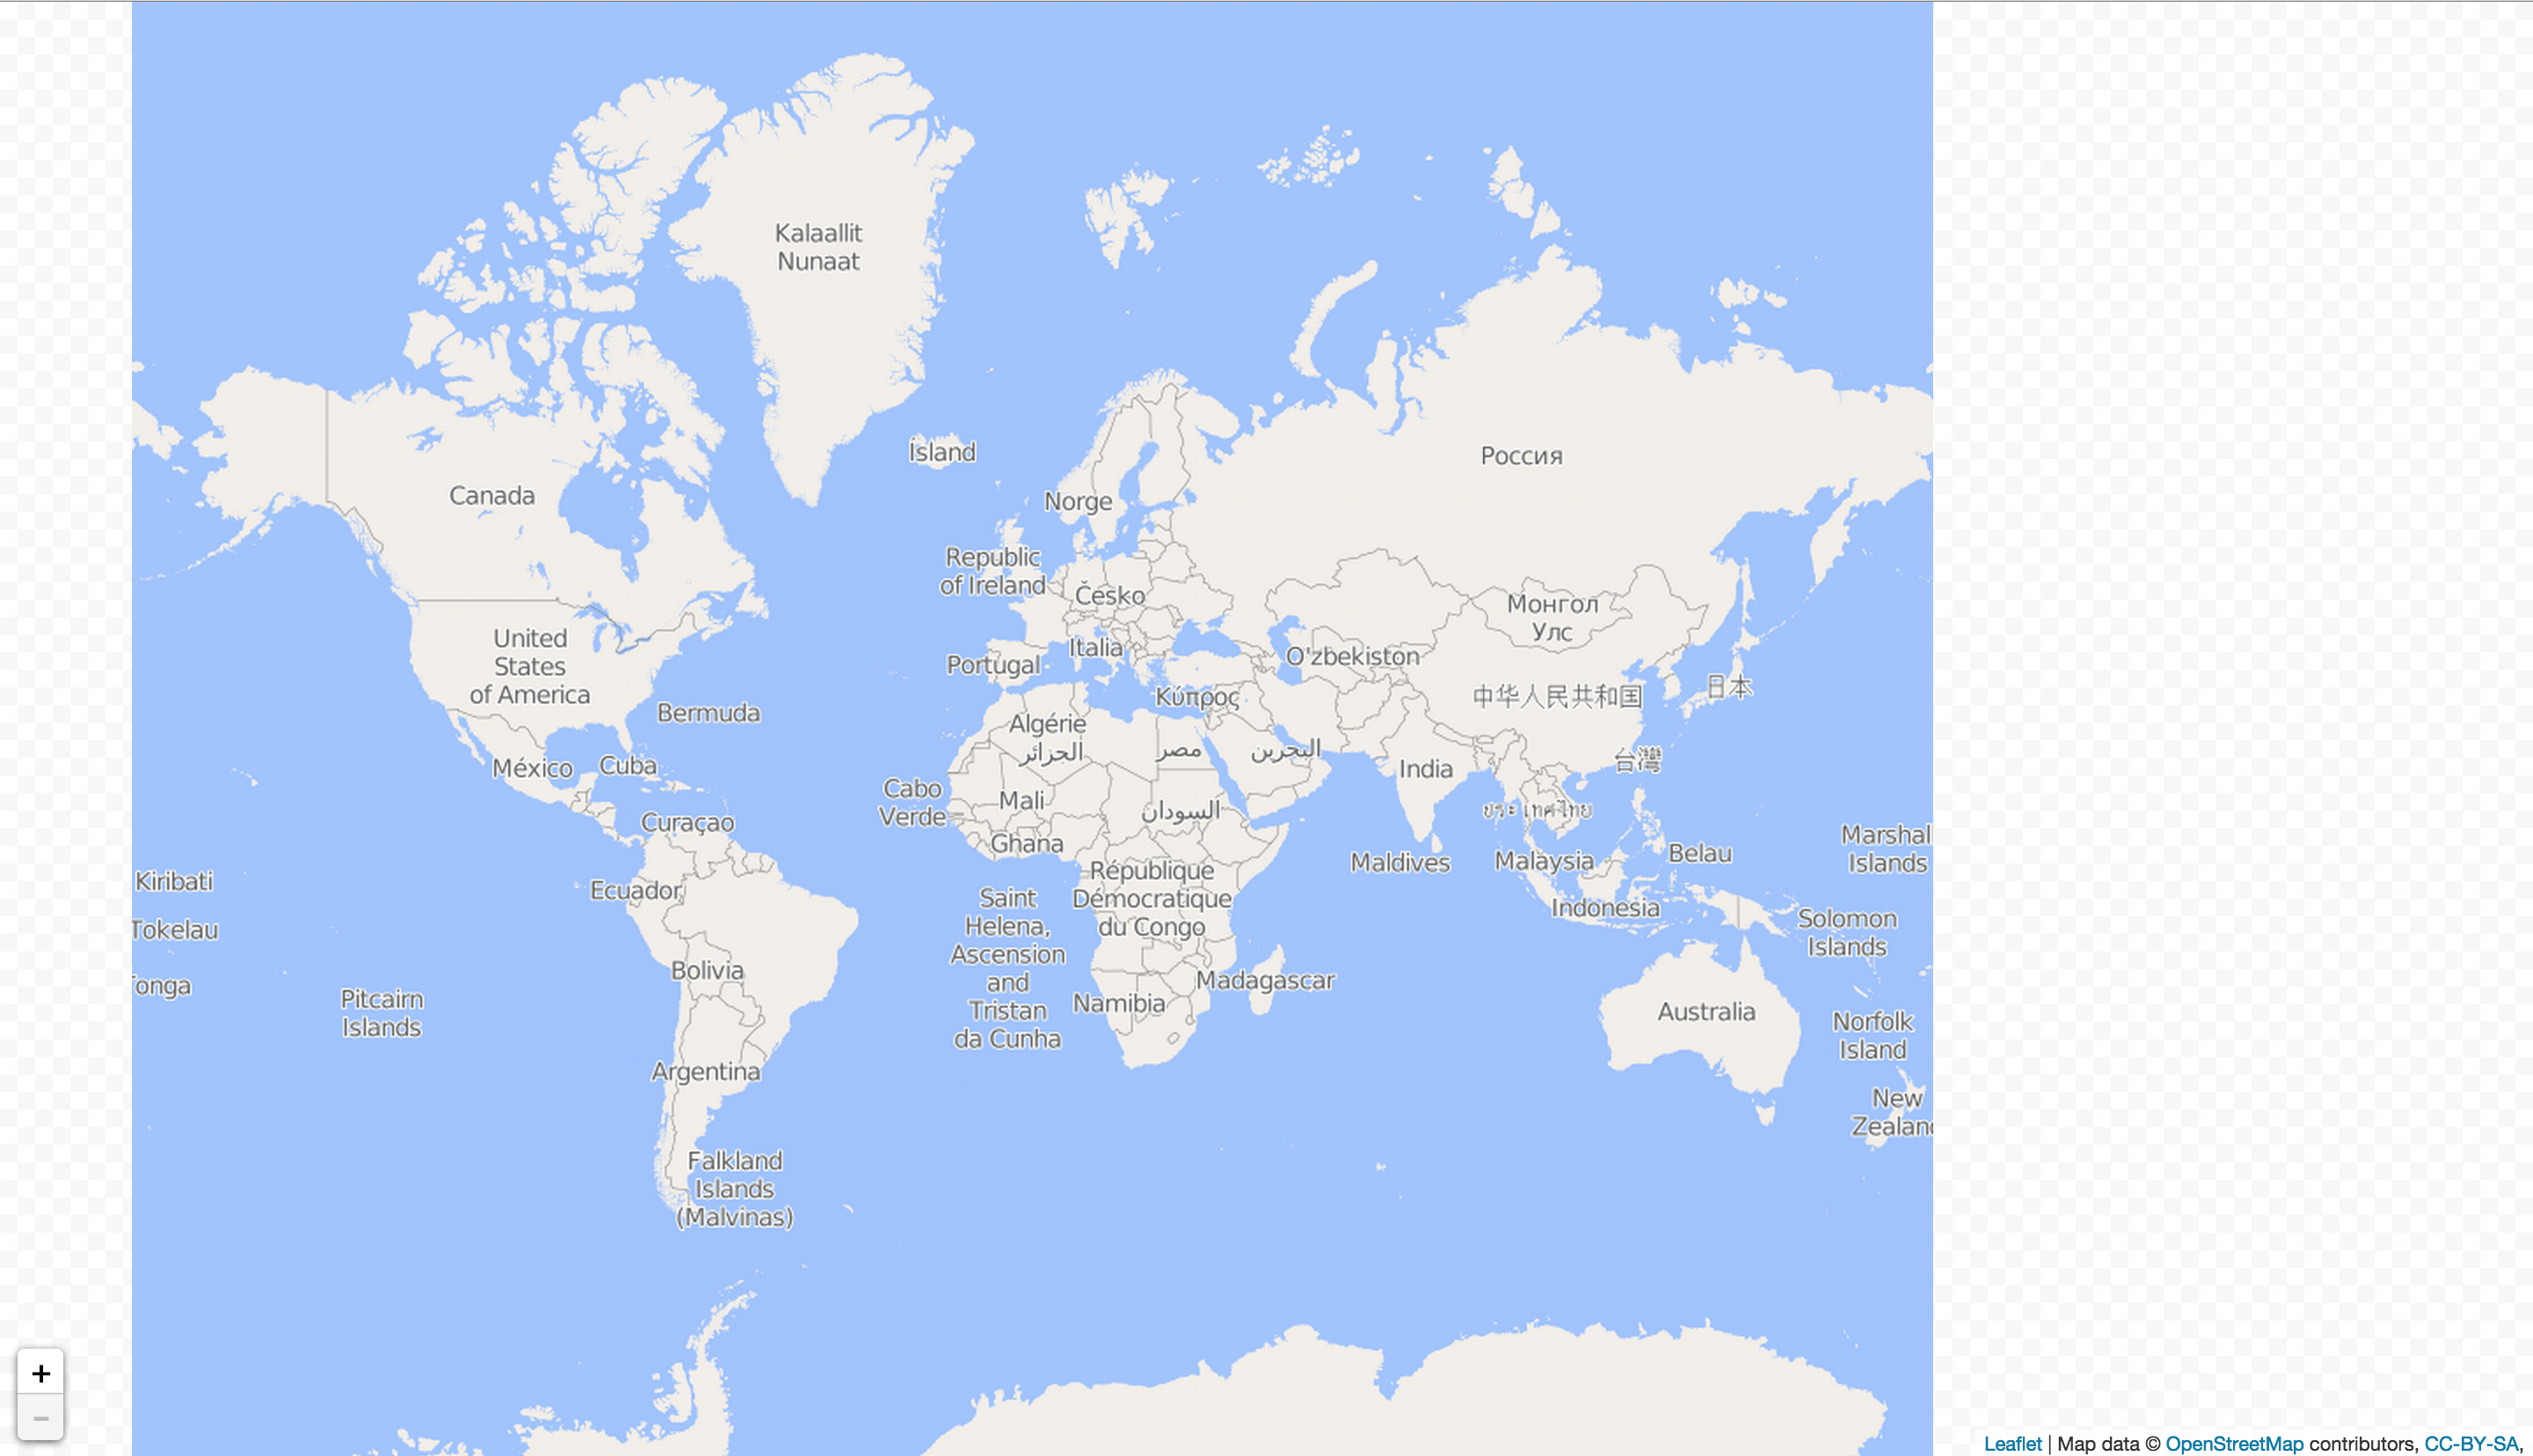 Kalaallit
Nunaat
Ísland
Россия
Canada
Norge
Republic
of Ireland
Česko
Монгол
Улс
United
States
of America
Italia
O'zbekiston
Portugal
中华人民共和国
日本
Κύπρος
Bermuda
Algérie
الجزائر
مصر
البحرين
台灣
México
Cuba
India
Cabo
Verde
Mali
السودان
ประเทศไทย
Curaçao
Ghana
Marshall
Islands
Maldives
Malaysia
Belau
République
Démocratique
du Congo
Kiribati
Ecuador
Saint
Helena,
Ascension
and
Tristan
da Cunha
Indonesia
Solomon
Islands
Tokelau
Bolivia
Madagascar
Tonga
Pitcairn
Islands
Namibia
Australia
Norfolk
Island
Argentina
New
Zealand
Falkland
Islands
(Malvinas)
+
−
Leaflet | Map data © OpenStreetMap contributors, CC-BY-SA,